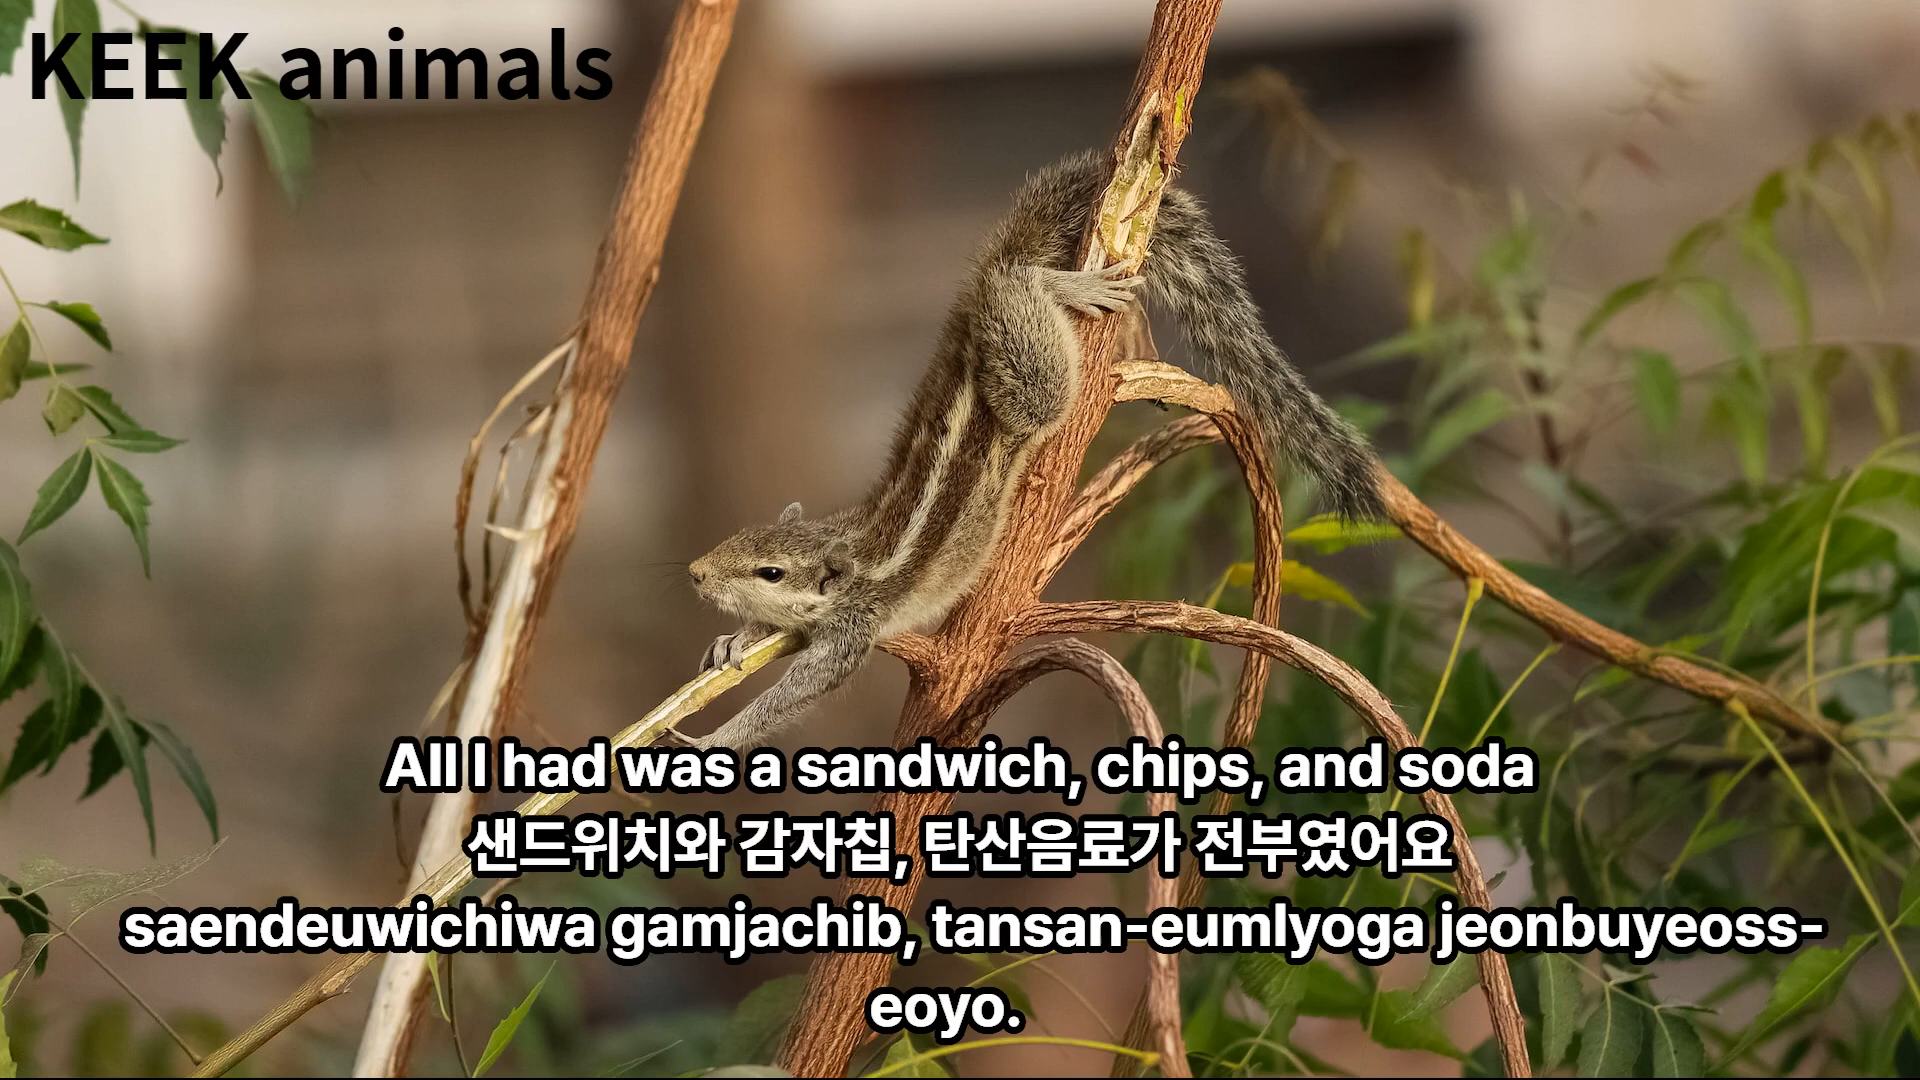 KEEK animals
All I had was a sandwich, chips, and soda
샌드위치와 감자칩, 탄산음료가 전부였어요
saendeuwichiwa gamjachib, tansan-eumlyoga jeonbuyeoss-
eoyo.